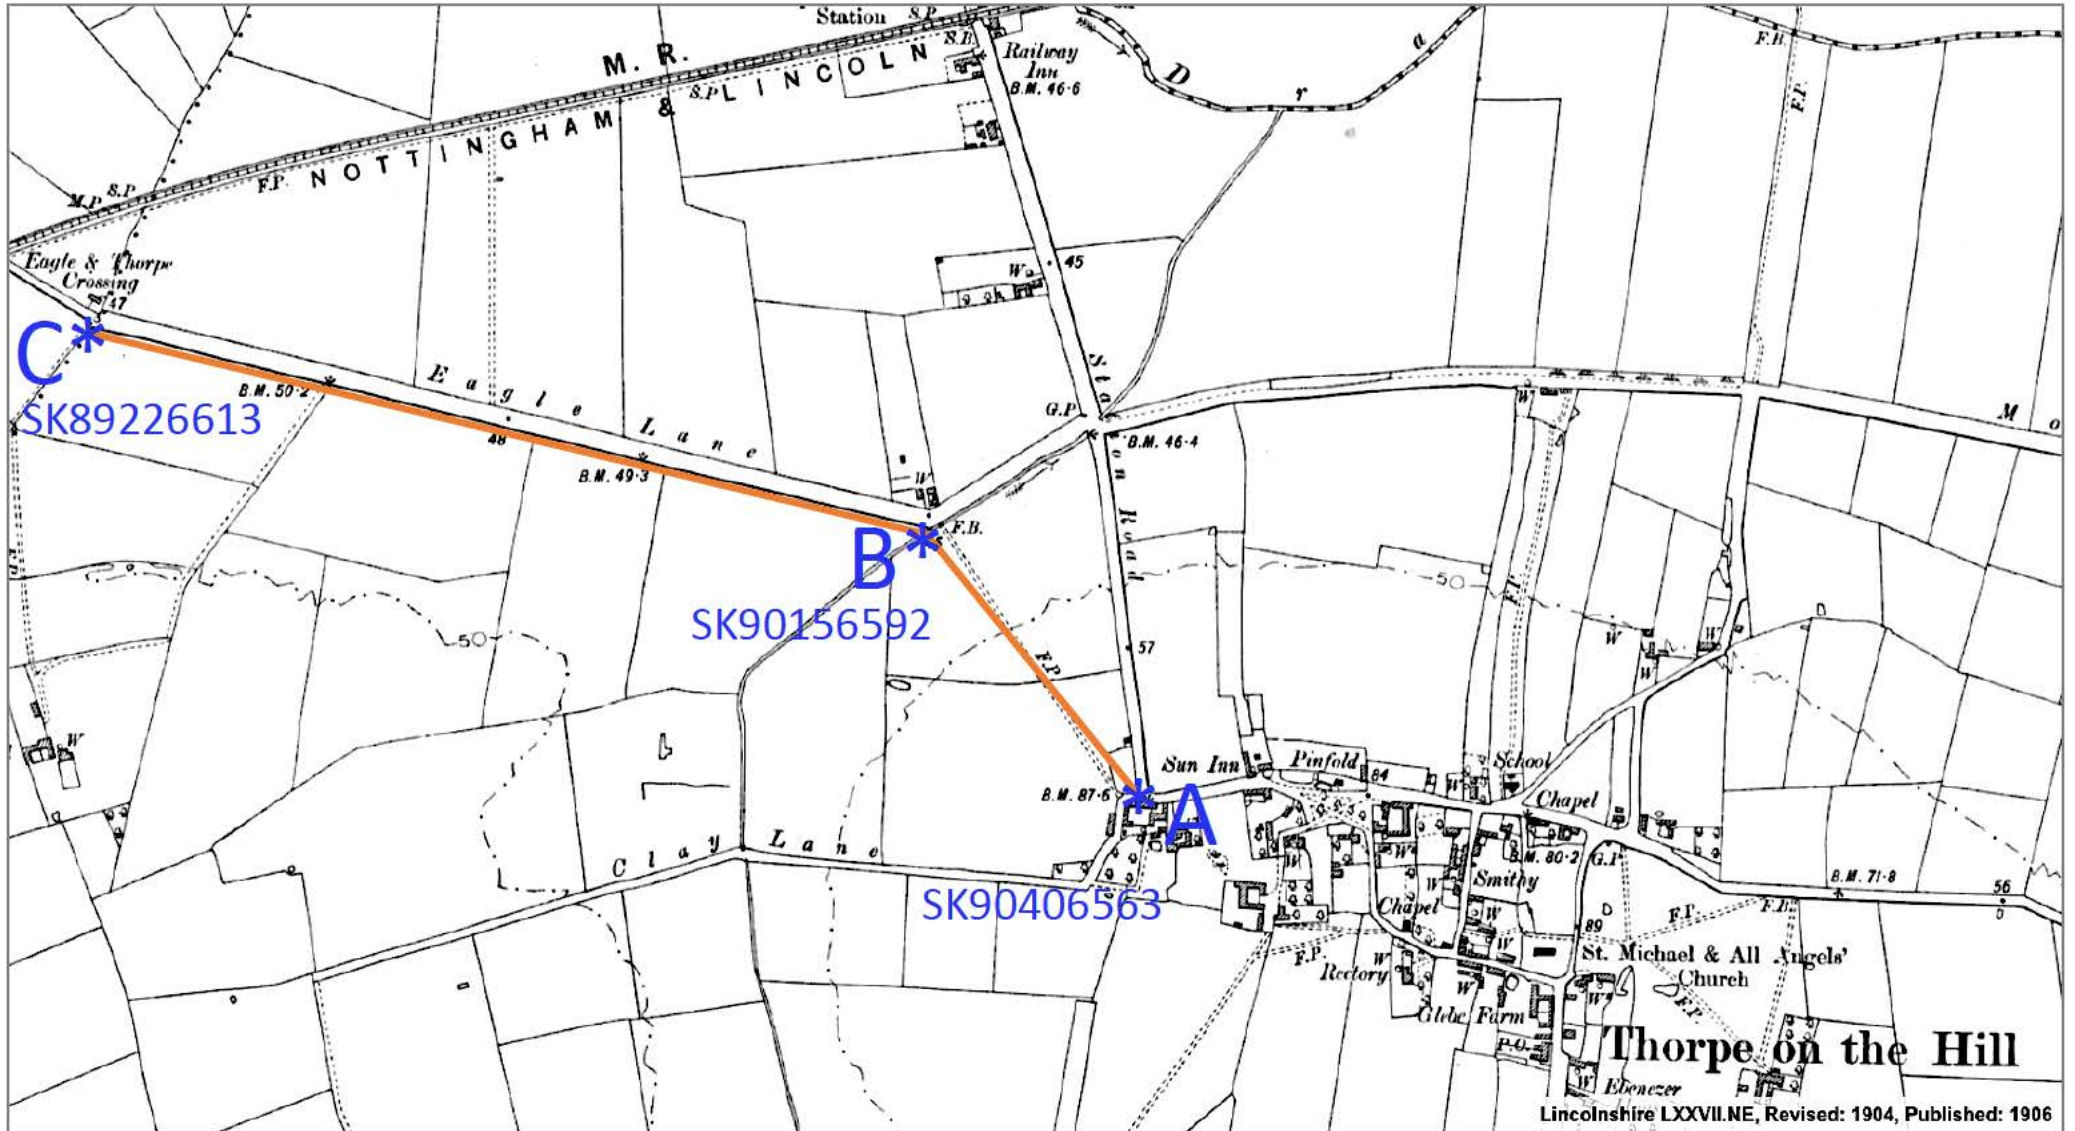 Station
S.P.
S.B.
Railway
Inn
B.M. 46·6
M. R.
NOTTINGHAM & LINCOLN
S.P.
D r a
F.B.
F.P.
M.P.
S.P.
F.P.
Eagle & Thorpe
Crossing
47
W
45
C *
SK89226613
B.M. 50·2
Eagle Lane
48
B.M. 49·3
G.P.
B.M. 46·4
Station Road
W
Mo
W
F.B.
B *
SK90156592
F.P.
50
50
57
F.P.
W
W
W
W
B.M. 87·6
* A
Sun Inn
Pinfold
84
School
W
Chapel
Clay Lane
SK90406563
W
W
W
B.M. 80·2
G.P.
Smithy
Chapel
W
W
B.M. 71·8
56
F.P.
F.B.
89
F.P.
Rectory
W
W
St. Michael & All Angels'
Church
W
F.P.
Glebe Farm
P.O.
Thorpe on the Hill
W
Ebenezer
Lincolnshire LXXVII.NE, Revised: 1904, Published: 1906